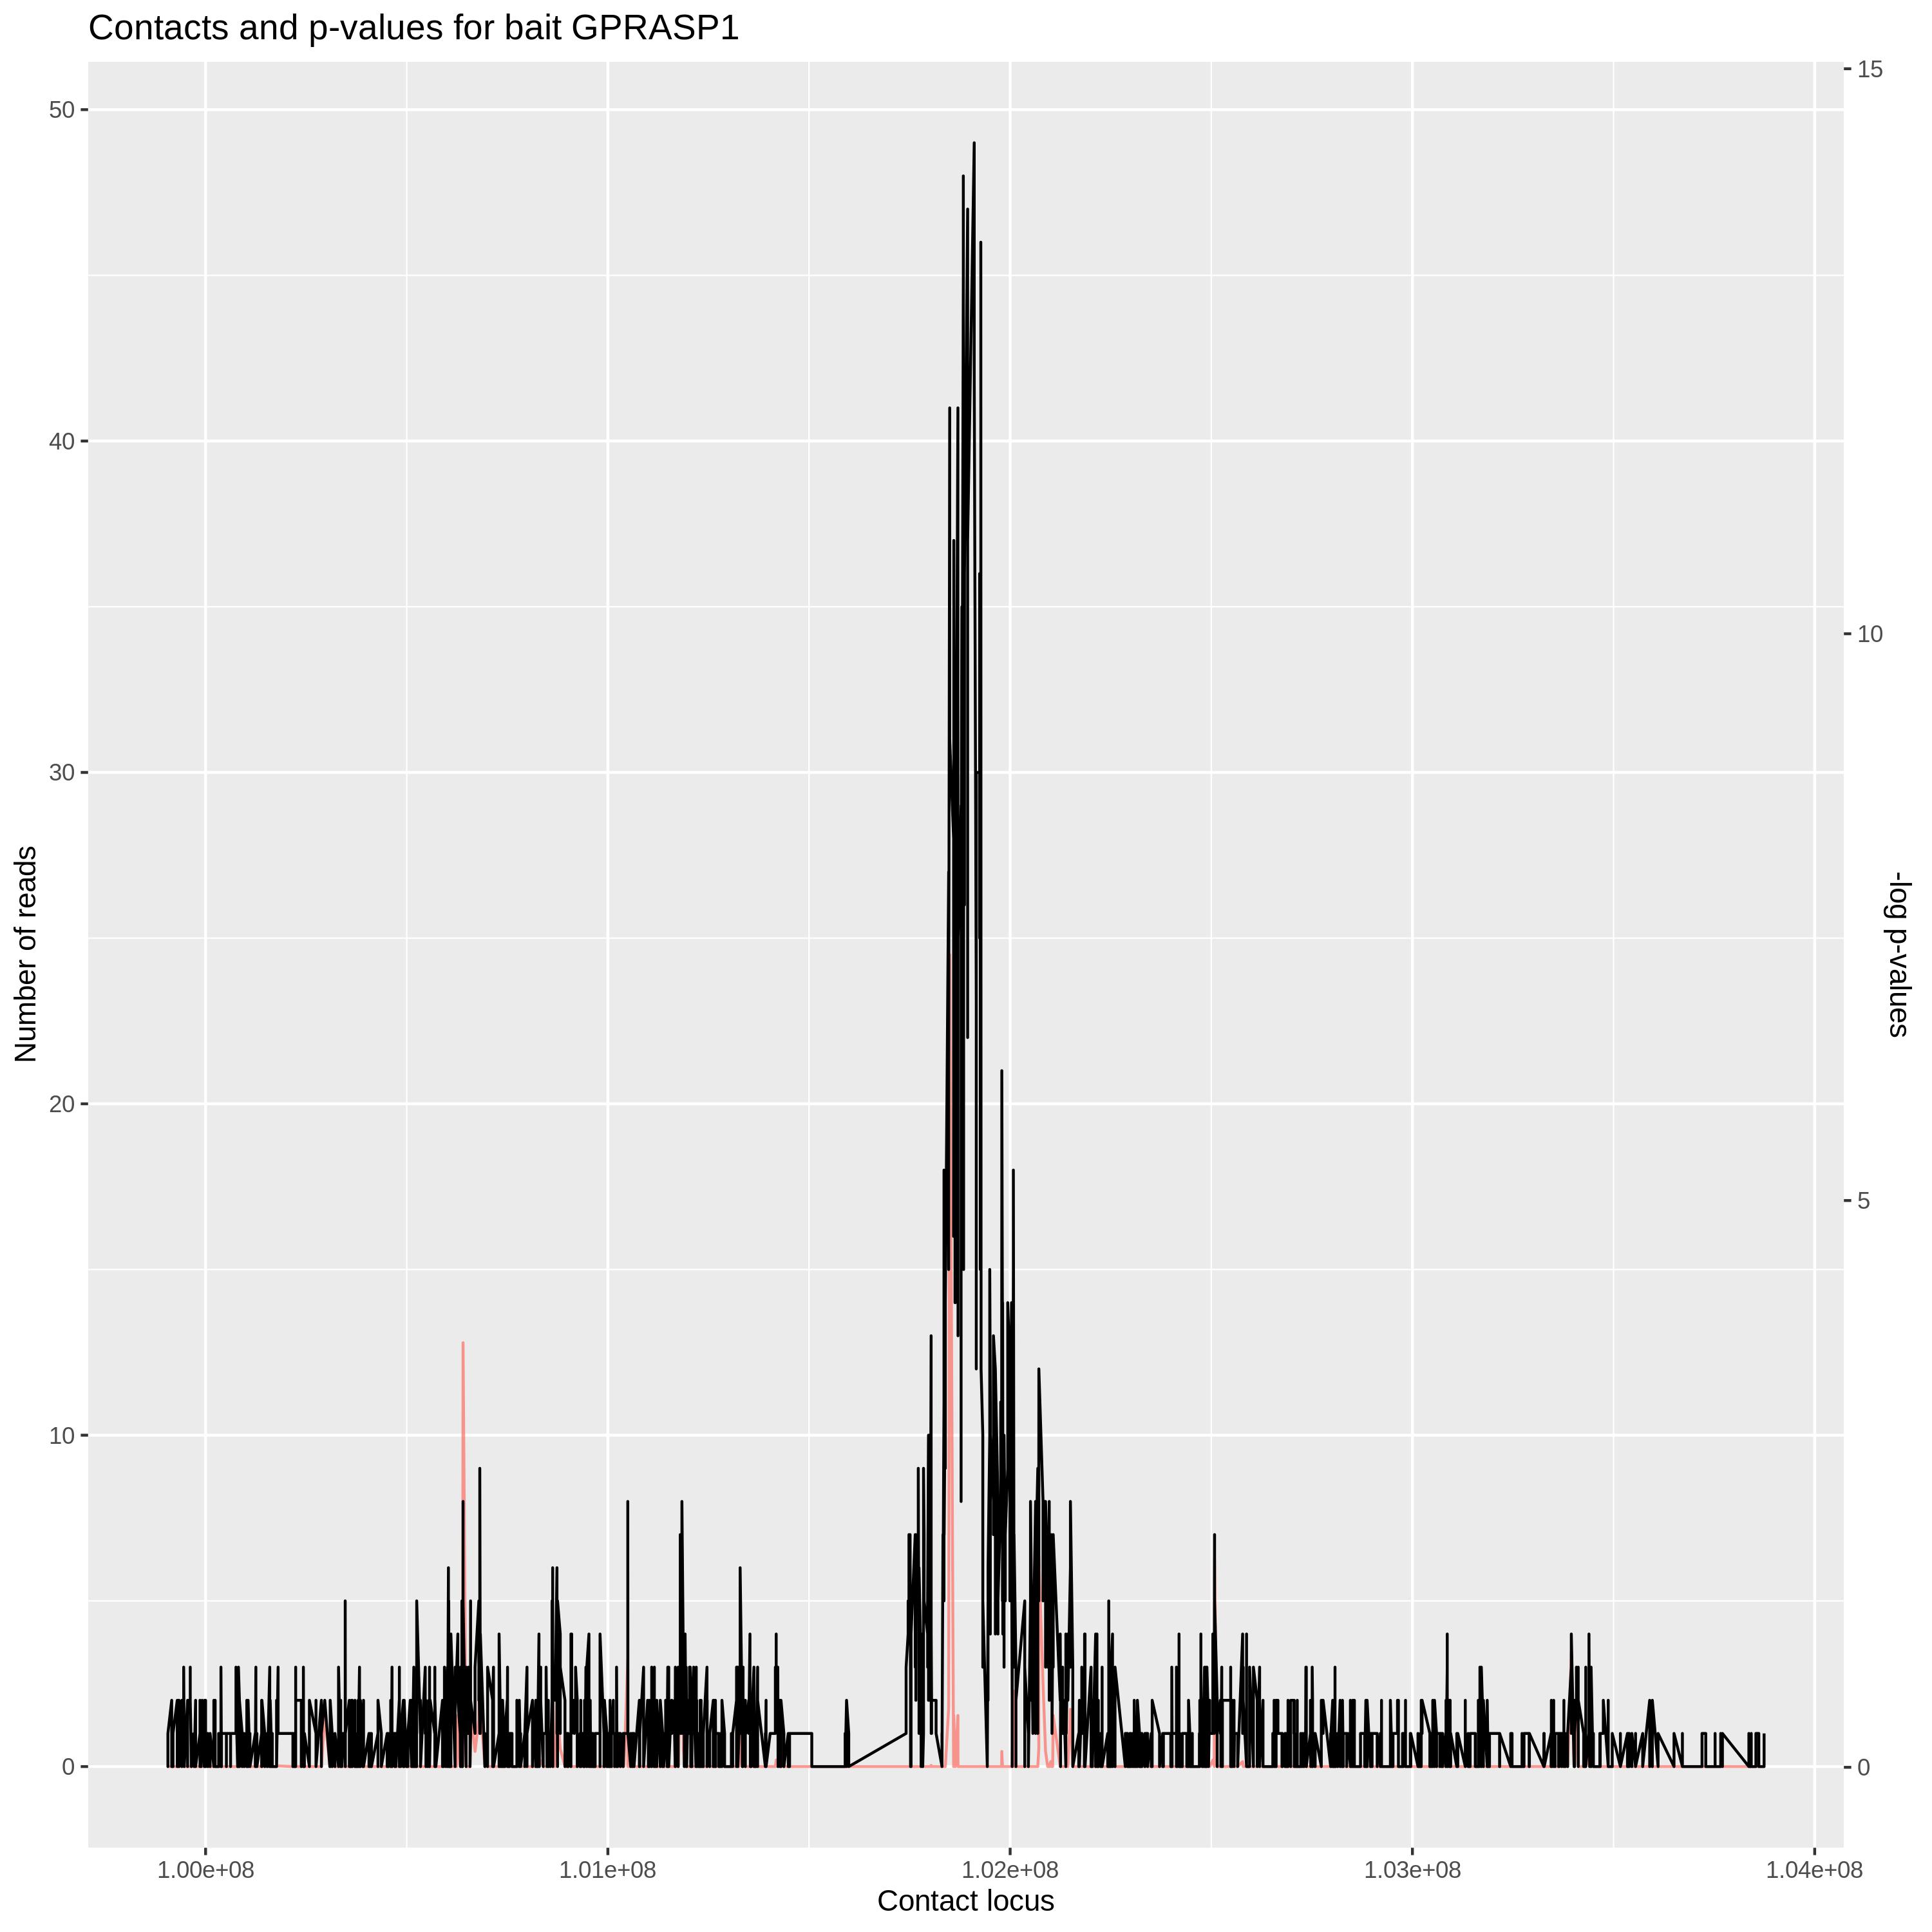 Contacts and p-values for bait GPRASP1
15
50
40
10
30
Number of reads
-log p-values
20
5
10
0
0
1.00e+08 1.01e+08 1.02e+08 1.03e+08 1.04e+08
Contact locus